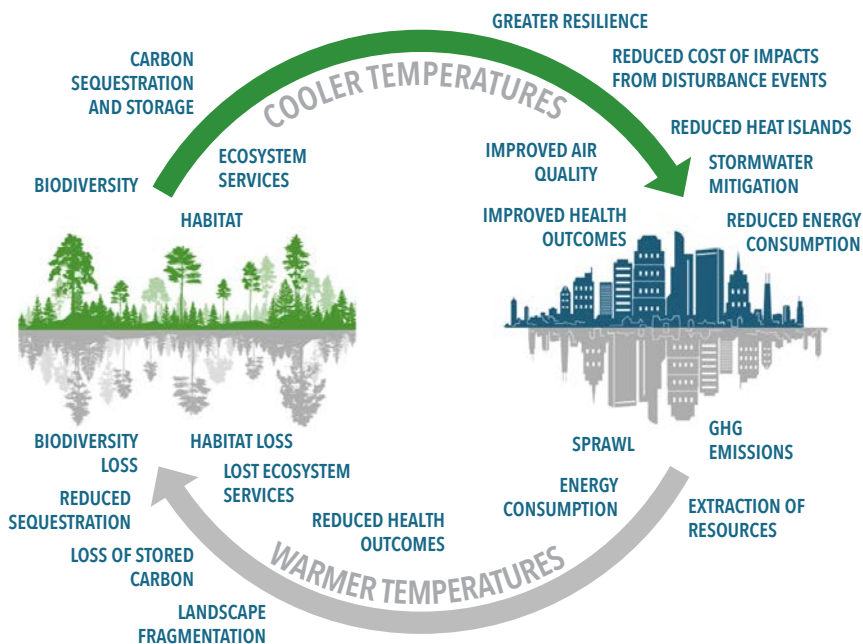 GREATER RESILIENCE
CARBON
SEQUESTRATION
AND STORAGE
REDUCED COST OF IMPACTS
FROM DISTURBANCE EVENTS
COOLER TEMPERATURES
REDUCED HEAT ISLANDS
ECOSYSTEM
SERVICES
IMPROVED AIR
QUALITY
STORMWATER
MITIGATION
BIODIVERSITY
HABITAT
IMPROVED HEALTH
OUTCOMES
REDUCED ENERGY
CONSUMPTION
BIODIVERSITY
LOSS
HABITAT LOSS
SPRAWL
GHG
EMISSIONS
LOST ECOSYSTEM
SERVICES
ENERGY
CONSUMPTION
REDUCED
SEQUESTRATION
EXTRACTION OF
RESOURCES
REDUCED HEALTH
OUTCOMES
LOSS OF STORED
CARBON
WARMER TEMPERATURES
LANDSCAPE
FRAGMENTATION